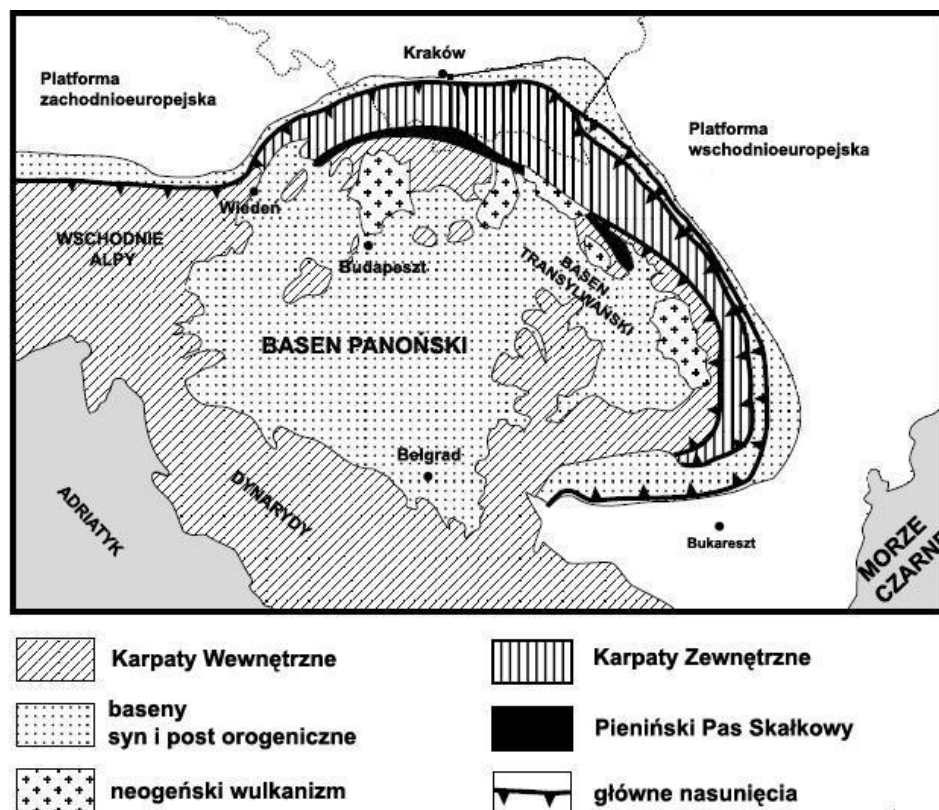 Kraków
Platforma
zachodnioeuropejska
Platforma
wschodnioeuropejska
Wiedeń
WSCHODNIE
ALPY
Budapeszt
BASEN
TRANSYLWAŃSKI
BASEN PANOŃSKI
Belgrad
DYNARYDY
ADRIATYK
Bukareszt
MORZE
CZARNE
Karpaty Wewnętrzne
Karpaty Zewnętrzne
baseny
syn i post orogeniczne
Pieniński Pas Skałkowy
neogeński wulkanizm
główne nasunięcia